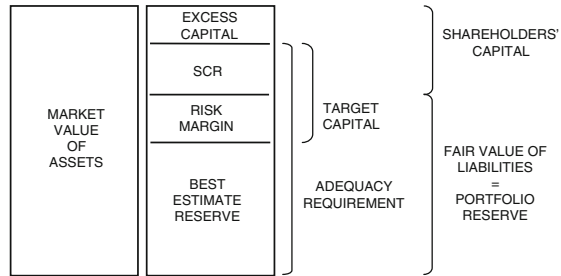 MARKET
VALUE
OF
ASSETS
EXCESS
CAPITAL
SCR
RISK
MARGIN
BEST
ESTIMATE
RESERVE
TARGET
CAPITAL
ADEQUACY
REQUIREMENT
SHAREHOLDERS'
CAPITAL
FAIR VALUE OF
LIABILITIES
=
PORTFOLIO
RESERVE